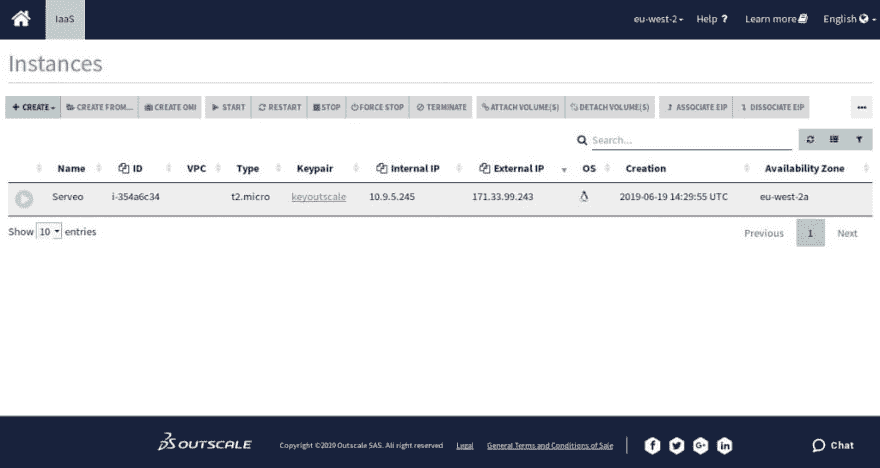 IaaS
eu-west-2 Help ? Learn more English
Instances
+ CREATE CREATE FROM... CREATE OMI START RESTART STOP FORCE STOP TERMINATE ATTACH VOLUME(S) DETACH VOLUME(S) ASSOCIATE EIP DISSOCIATE EIP ...
Search...
Name ID VPC Type Keypair Internal IP External IP OS Creation Availability Zone
Serveo i-354a6c34 t2.micro keyoutscale 10.9.5.245 171.33.99.243 2019-06-19 14:29:55 UTC eu-west-2a
Show 10 entries Previous 1 Next
OUTSCALE Copyright ©2019 Outscale SAS. All right reserved Legal General Terms and Conditions of Sale Chat